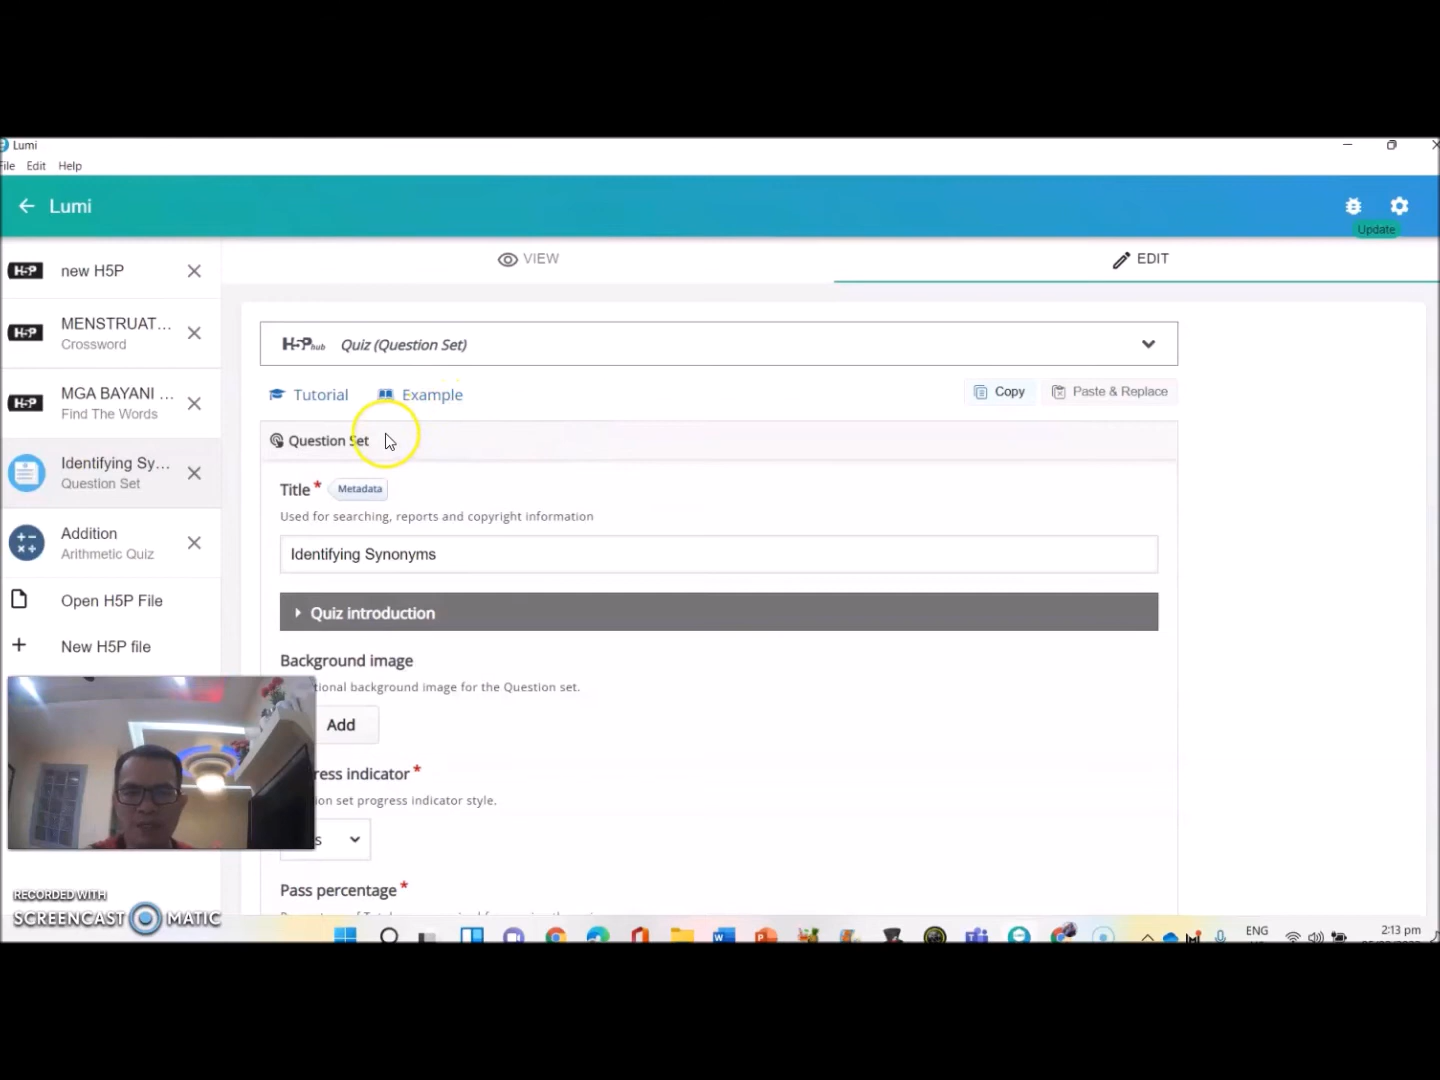 Lumi
File Edit Help
Lumi
Update
new H5P
MENSTRUAT...
Crossword
MGA BAYANI ...
Find The Words
Identifying Sy...
Question Set
Addition
Arithmetic Quiz
Open H5P File
New H5P file
VIEW
EDIT
H5P hub Quiz (Question Set)
Tutorial Example
Copy Paste & Replace
Question Set
Title * Metadata
Used for searching, reports and copyright information
Identifying Synonyms
Quiz introduction
Background image
tional background image for the Question set.
Add
ress indicator *
ion set progress indicator style.
s
Pass percentage *
RECORDED WITH
SCREENCAST MATIC
ENG
2:13 pm